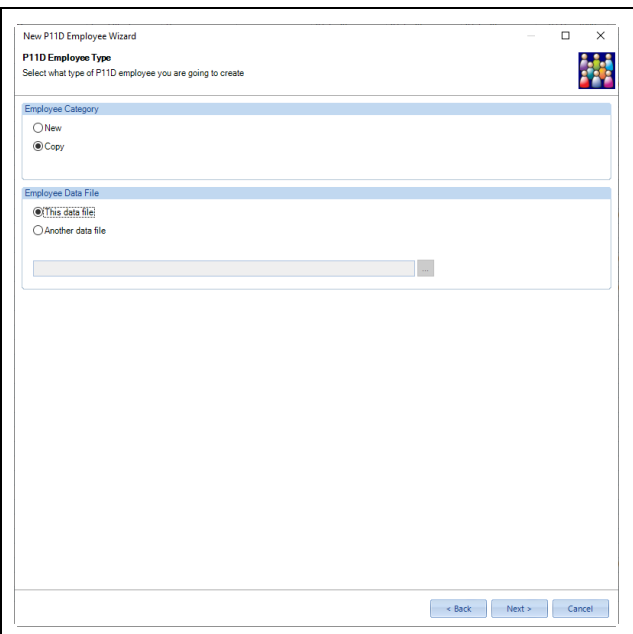 New P11D Employee Wizard
P11D Employee Type
Select what type of P11D employee you are going to create
Employee Category
New
Copy
Employee Data File
This data file
Another data file
...
< Back Next > Cancel